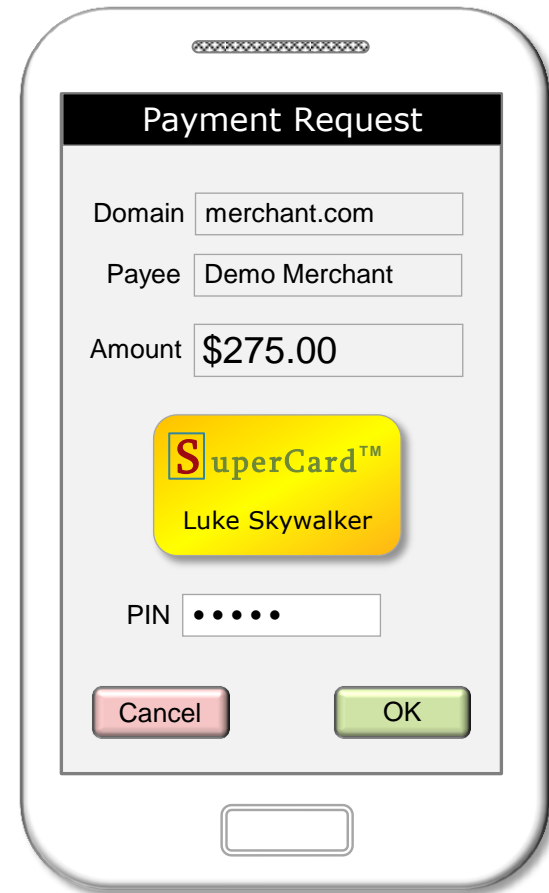 Payment Request
Domain merchant.com
Payee Demo Merchant
Amount $275.00
SuperCard™
Luke Skywalker
PIN •••••
Cancel OK